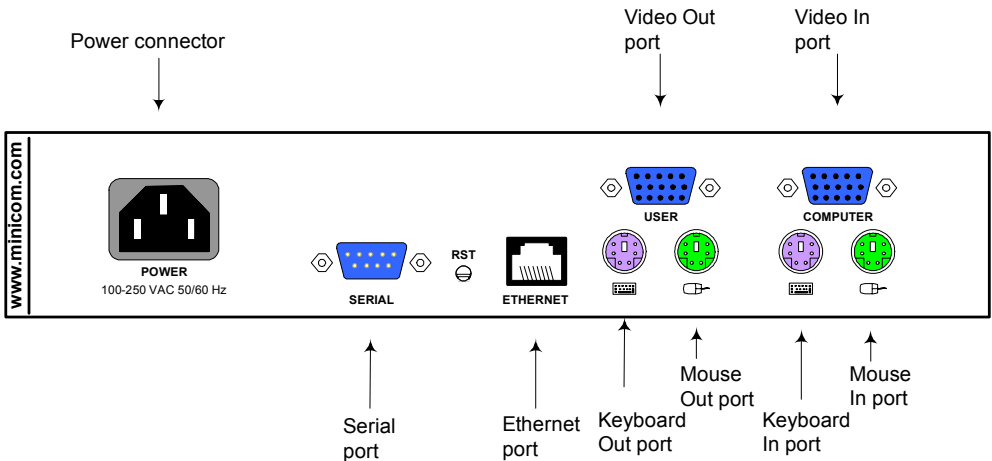 Power connector
Video Out
port
Video In
port
www.minicom.com
POWER
100-250 VAC 50/60 Hz
SERIAL
RST
ETHERNET
USER
COMPUTER
Serial
port
Ethernet
port
Keyboard
Out port
Mouse
Out port
Keyboard
In port
Mouse
In port